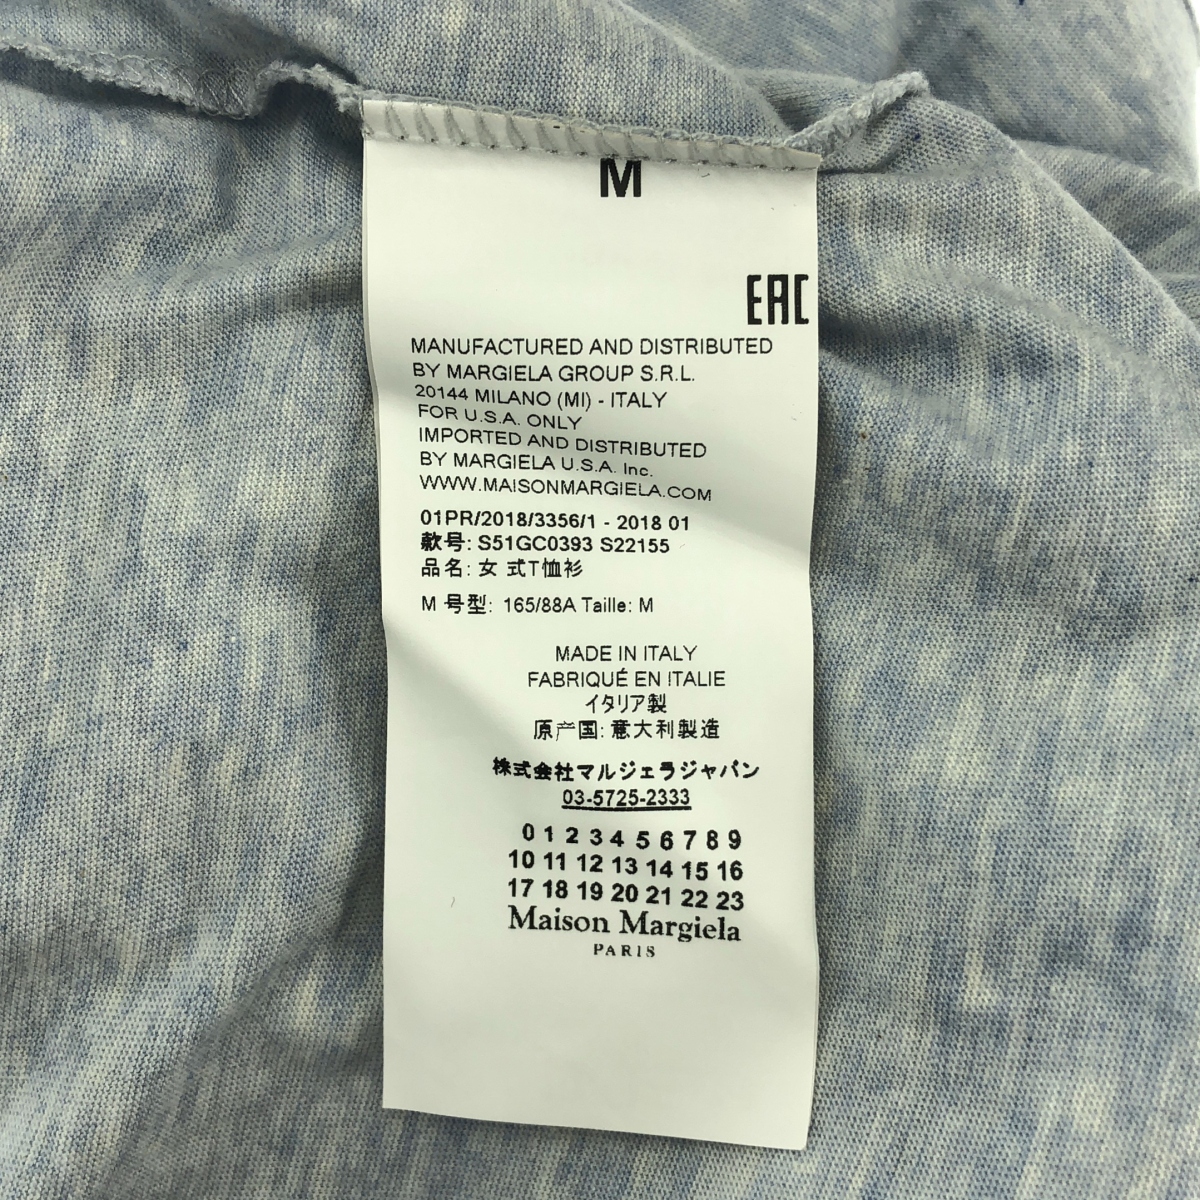 M
EAC
MANUFACTURED AND DISTRIBUTED
BY MARGIELA GROUP S.R.L.
20144 MILANO (MI) - ITALY
FOR U.S.A. ONLY
IMPORTED AND DISTRIBUTED
BY MARGIELA U.S.A. Inc.
WWW.MAISONMARGIELA.COM
01PR/2018/3356/1 - 2018 01
款号: S51GC0393 S22155
品名: 女 式T恤衫
M 号型: 165/88A Taille: M
MADE IN ITALY
FABRIQUÉ EN ITALIE
イタリア製
原产国: 意大利製造
株式会社マルジェラジャパン
03-5725-2333
0 1 2 3 4 5 6 7 8 9
10 11 12 13 14 15 16
17 18 19 20 21 22 23
Maison Margiela
PARIS